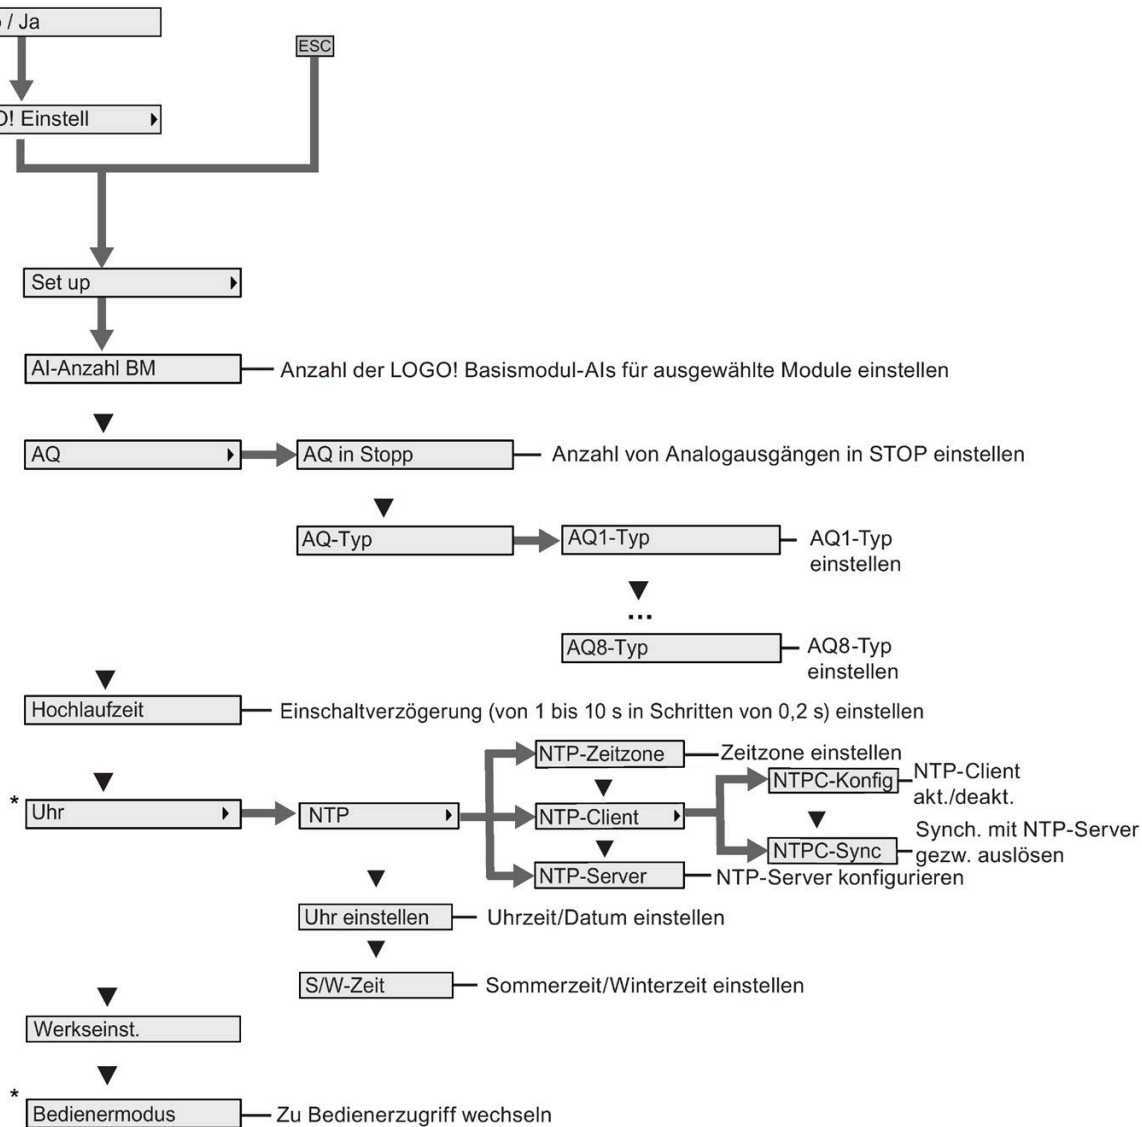 / Ja
ESC
! Einstell
Set up
AI-Anzahl BM
Anzahl der LOGO! Basismodul-AIs für ausgewählte Module einstellen
AQ
AQ in Stopp
Anzahl von Analogausgängen in STOP einstellen
AQ-Typ
AQ1-Typ
AQ1-Typ
einstellen
...
AQ8-Typ
AQ8-Typ
einstellen
Hochlaufzeit
Einschaltverzögerung (von 1 bis 10 s in Schritten von 0,2 s) einstellen
NTP-Zeitzone
Zeitzone einstellen
NTPC-Konfig
NTP-Client
akt./deakt.
* Uhr
NTP
NTP-Client
NTPC-Sync
Synch. mit NTP-Server
gezw. auslösen
NTP-Server
NTP-Server konfigurieren
Uhr einstellen
Uhrzeit/Datum einstellen
S/W-Zeit
Sommerzeit/Winterzeit einstellen
Werkseinst.
* Bedienermodus
Zu Bedienerzugriff wechseln